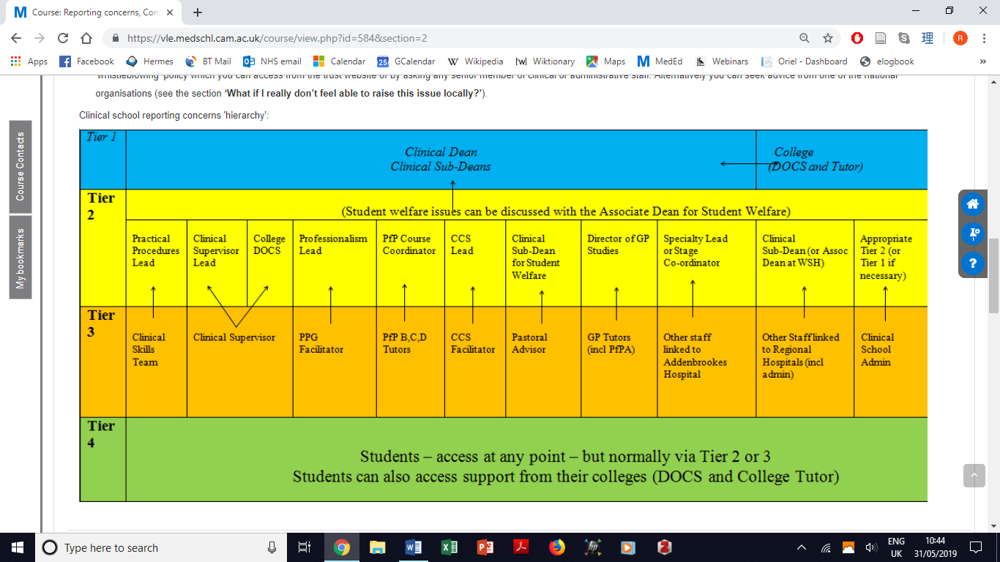 Course: Reporting concerns, Con
https://vle.medschl.cam.ac.uk/course/view.php?id=584&section=2
R
Apps
Facebook
Hermes
BT Mail
NHS email
Calendar
25
GCalendar
W
Wikipedia
[w]
Wiktionary
Maps
M
MedEd
Webinars
Oriel - Dashboard
elogbook
»
whistleblowing policy which you can access from the trust website or by asking any senior member of clinical or administrative staff. Alternatively you can seek advice from one of the national
organisations (see the section ‘What if I really don’t feel able to raise this issue locally?’).
Clinical school reporting concerns 'hierarchy':
Course Contacts
My bookmarks
Tier 1
Clinical Dean
Clinical Sub-Deans
College
(DOCS and Tutor)
Tier
2
(Student welfare issues can be discussed with the Associate Dean for Student Welfare)
Practical
Procedures
Lead
Clinical
Supervisor
Lead
College
DOCS
Professionalism
Lead
PfP Course
Coordinator
CCS
Lead
Clinical
Sub-Dean
for Student
Welfare
Director of GP
Studies
Specialty Lead
or Stage
Co-ordinator
Clinical
Sub-Dean (or Assoc
Dean at WSH)
Appropriate
Tier 2 (or
Tier 1 if
necessary)
Tier
3
Clinical
Skills
Team
Clinical Supervisor
PPG
Facilitator
PfP B,C,D
Tutors
CCS
Facilitator
Pastoral
Advisor
GP Tutors
(incl PfPA)
Other staff
linked to
Addenbrookes
Hospital
Other Staff linked
to Regional
Hospitals (incl
admin)
Clinical
School
Admin
Tier
4
Students – access at any point – but normally via Tier 2 or 3
Students can also access support from their colleges (DOCS and College Tutor)
Type here to search
ENG
UK
10:44
31/05/2019